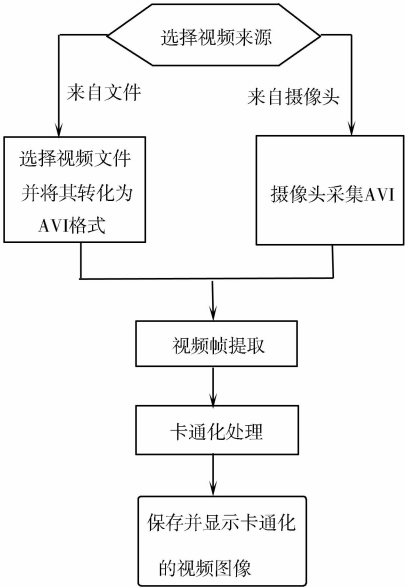 选择视频来源
来自文件
来自摄像头
选择视频文件
并将其转化为
AVI格式
摄像头采集AVI
视频帧提取
卡通化处理
保存并显示卡通化
的视频图像